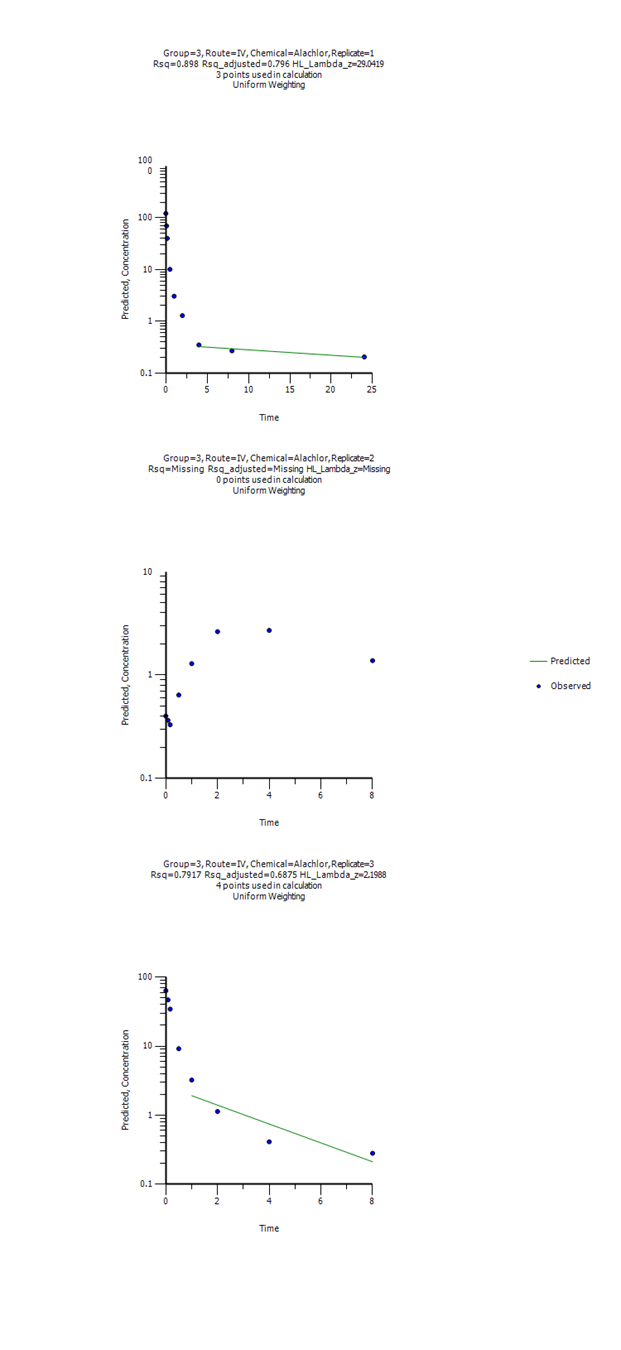 Group=3, Route=IV, Chemical=Alachlor,Replicate=1
Rsq=0.898 Rsq_adjusted=0.796 HL_Lambda_z=29.0419
3 points used in calculation
Uniform Weighting
100
0
100
10
1
0.1
Predicted, Concentration
0 5 10 15 20 25
Time
Group=3, Route=IV, Chemical=Alachlor,Replicate=2
Rsq=Missing Rsq_adjusted=Missing HL_Lambda_z=Missing
0 points used in calculation
Uniform Weighting
10
1
0.1
Predicted, Concentration
0 2 4 6 8
Time
Predicted
Observed
Group=3, Route=IV, Chemical=Alachlor,Replicate=3
Rsq=0.7917 Rsq_adjusted=0.6875 HL_Lambda_z=2.1988
4 points used in calculation
Uniform Weighting
100
10
1
0.1
Predicted, Concentration
0 2 4 6 8
Time